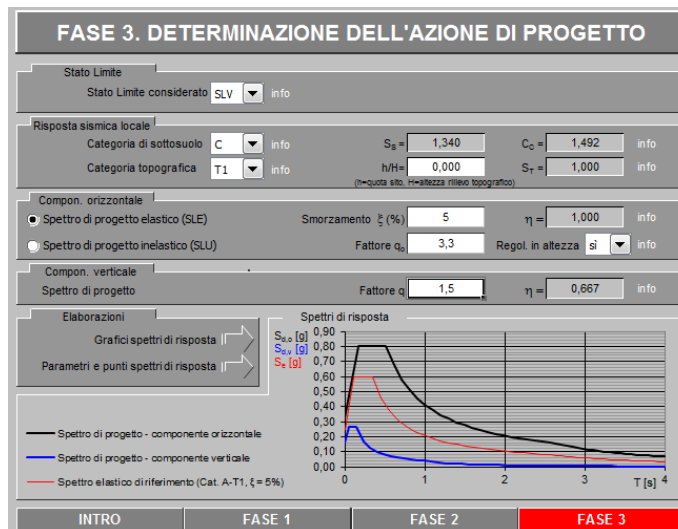 FASE 3. DETERMINAZIONE DELL'AZIONE DI PROGETTO
Stato Limite
Stato Limite considerato SLV info
Risposta sismica locale
Categoria di sottosuolo C info S_S = 1,340 C_C = 1,492 info
Categoria topografica T1 info h/H= 0,000 S_T = 1,000 info
(h=quota sito, H=altezza rilievo topografico)
Compon. orizzontale
Spettro di progetto elastico (SLE) Smorzamento ξ (%) 5 η = 1,000 info
Spettro di progetto inelastico (SLU) Fattore q_o 3,3 Regol. in altezza sì info
Compon. verticale
Spettro di progetto Fattore q 1,5 η = 0,667 info
Elaborazioni
Grafici spettri di risposta
Parametri e punti spettri di risposta
Spettri di risposta
S_d,o [g]
S_d,v [g]
S_e [g]
0,90
0,80
0,70
0,60
0,50
0,40
0,30
0,20
0,10
0,00
0 1 2 3 T [s] 4
Spettro di progetto - componente orizzontale
Spettro di progetto - componente verticale
Spettro elastico di riferimento (Cat. A-T1, ξ = 5%)
INTRO FASE 1 FASE 2 FASE 3